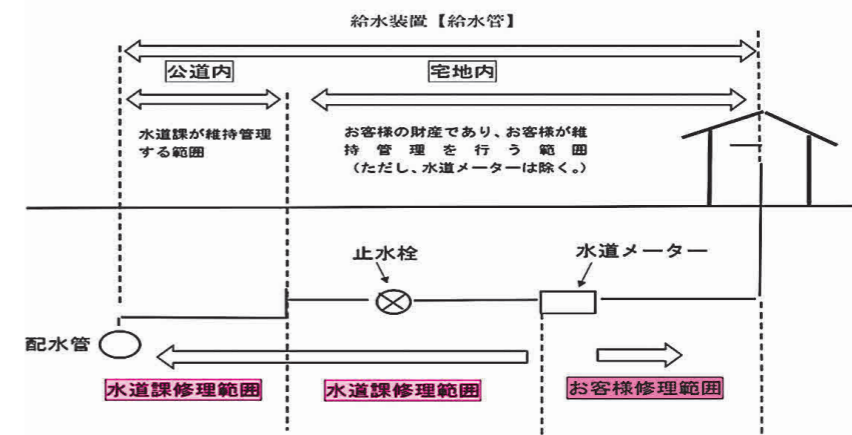 給水装置【給水管】
公道内
宅地内
水道課が維持管理
する範囲
お客様の財産であり、お客様が維
持管理を行う範囲
（ただし、水道メーターは除く。）
止水栓
水道メーター
配水管
水道課修理範囲
水道課修理範囲
お客様修理範囲